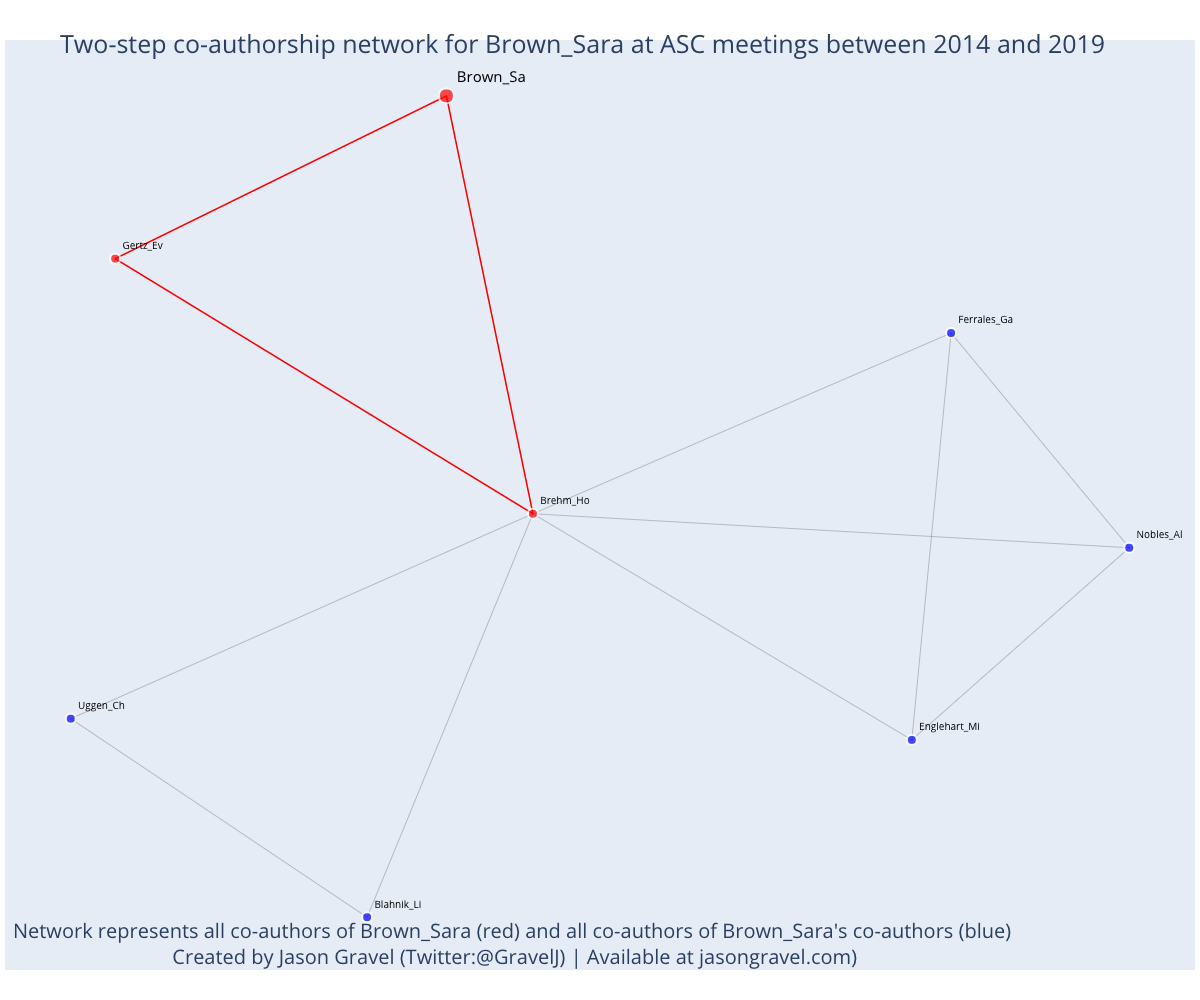 Two-step co-authorship network for Brown_Sara at ASC meetings between 2014 and 2019
Brown_Sa
Gertz_Ev
Ferrales_Ga
Brehm_Ho
Nobles_Al
Uggen_Ch
Englehart_Mi
Blahnik_Li
Network represents all co-authors of Brown_Sara (red) and all co-authors of Brown_Sara's co-authors (blue)
Created by Jason Gravel (Twitter:@GravelJ) | Available at jasongravel.com)